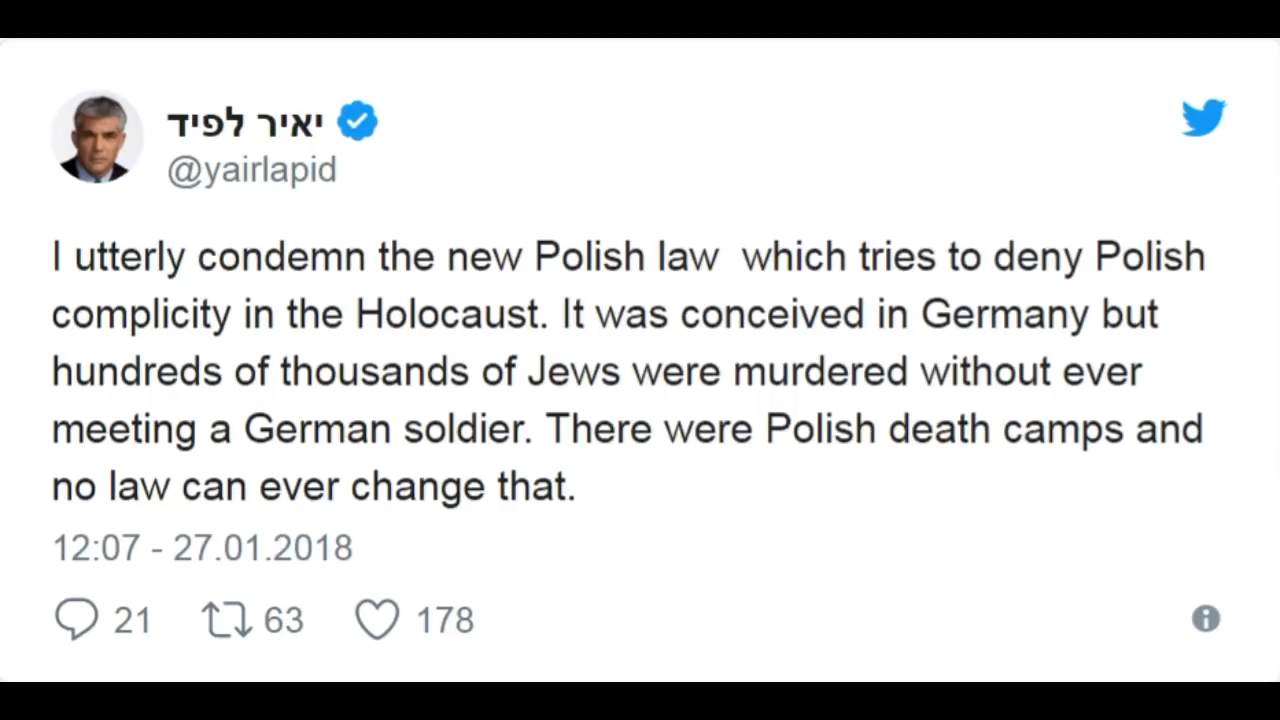 יאיר לפיד
@yairlapid
I utterly condemn the new Polish law  which tries to deny Polish
complicity in the Holocaust. It was conceived in Germany but
hundreds of thousands of Jews were murdered without ever
meeting a German soldier. There were Polish death camps and
no law can ever change that.
12:07 - 27.01.2018
21 63 178